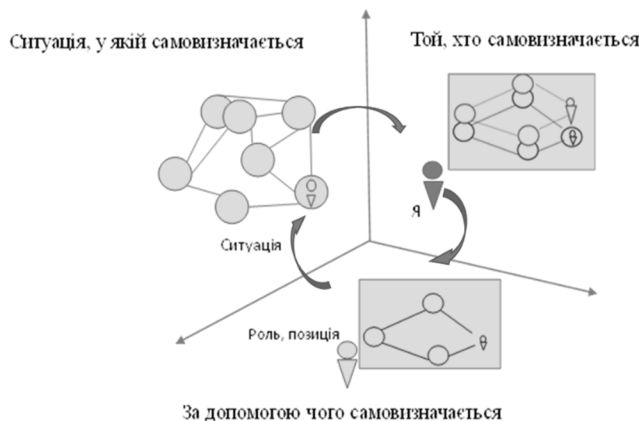 Ситуація, у якій самовизначається
Той, хто самовизначається
Я
Ситуація
Роль, позиція
За допомогою чого самовизначається